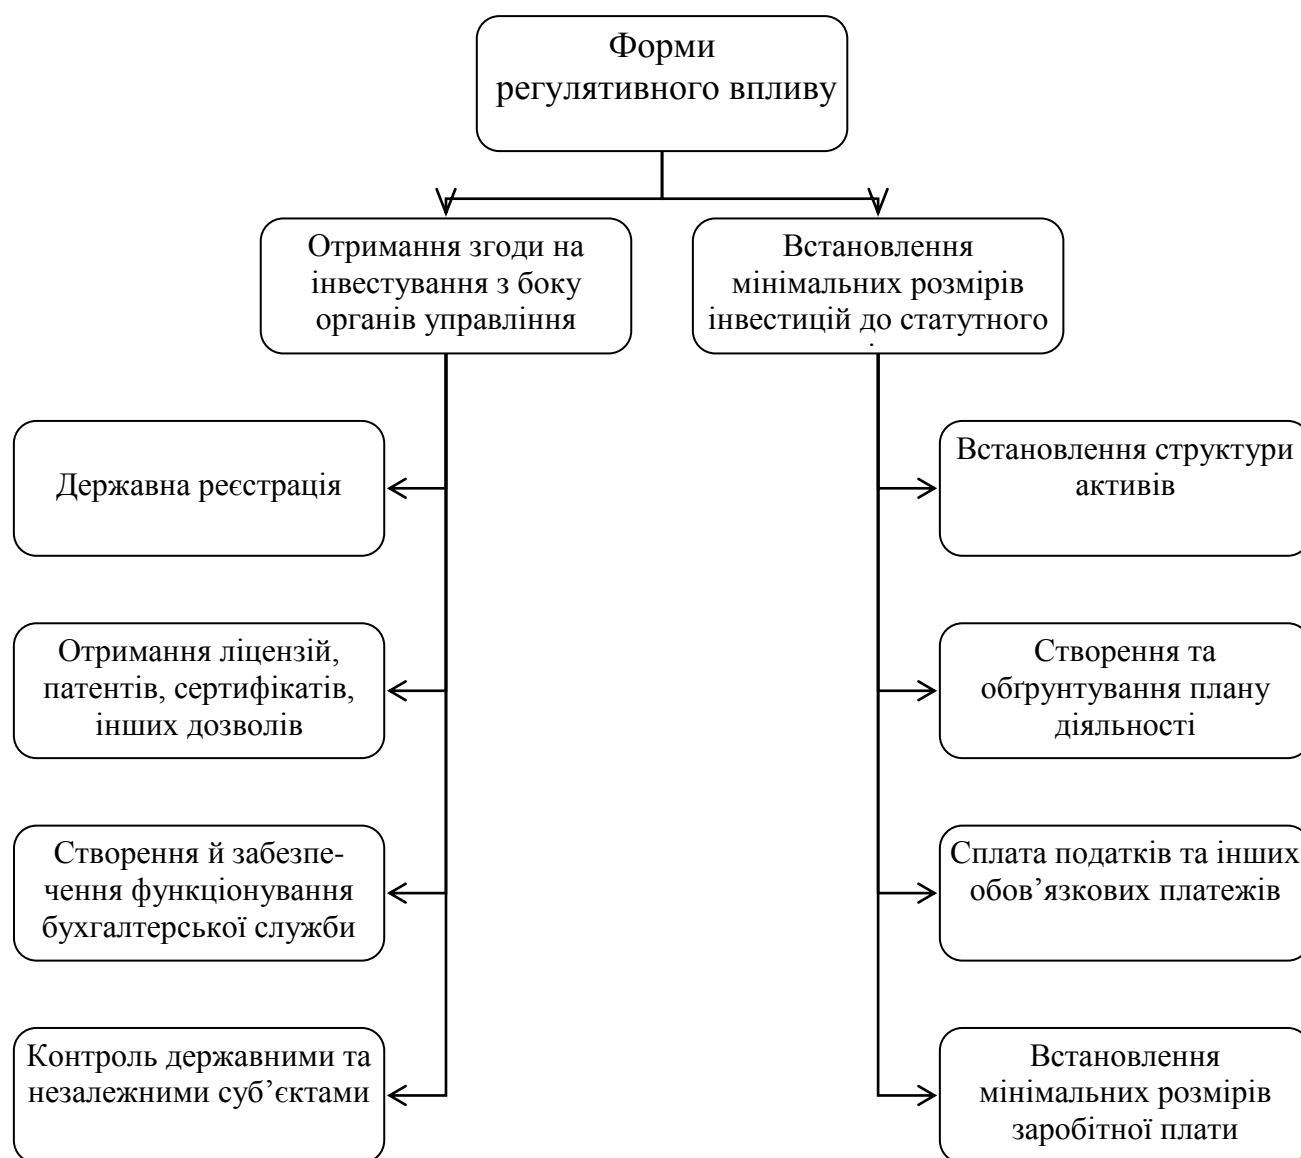 Форми
регулятивного впливу
Отримання згоди на
інвестування з боку
органів управління
Встановлення
мінімальних розмірів
інвестицій до статутного
Державна реєстрація
Встановлення структури
активів
Отримання ліцензій,
патентів, сертифікатів,
інших дозволів
Створення та
обґрунтування плану
діяльності
Створення й забезпе-
чення функціонування
бухгалтерської служби
Сплата податків та інших
обов’язкових платежів
Контроль державними та
незалежними суб’єктами
Встановлення
мінімальних розмірів
заробітної плати